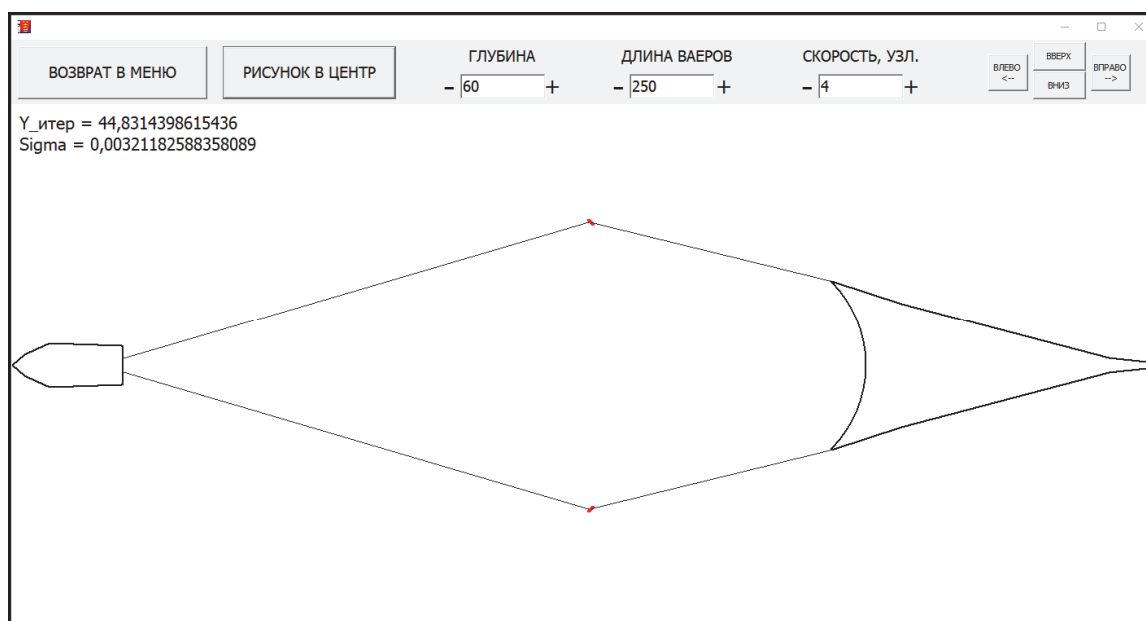 ВОЗВРАТ В МЕНЮ
РИСУНОК В ЦЕНТР
ГЛУБИНА
- 60 +
ДЛИНА ВАЕРОВ
- 250 +
СКОРОСТЬ, УЗЛ.
- 4 +
ВЛЕВО
<--
ВВЕРХ
ВНИЗ
ВПРАВО
-->
Y_итер = 44,8314398615436
Sigma = 0,00321182588358089